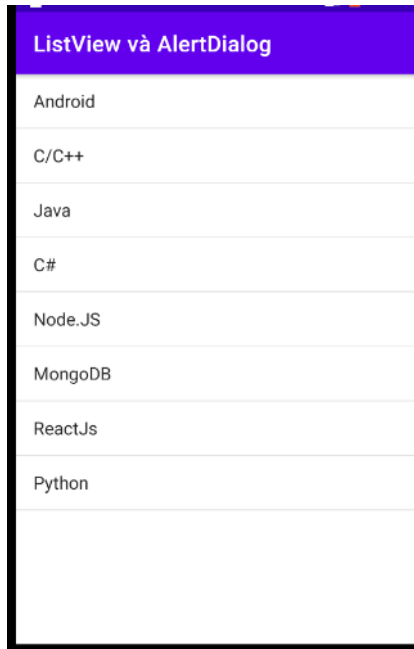 ListView và AlertDialog
Android
C/C++
Java
C#
Node.JS
MongoDB
ReactJs
Python